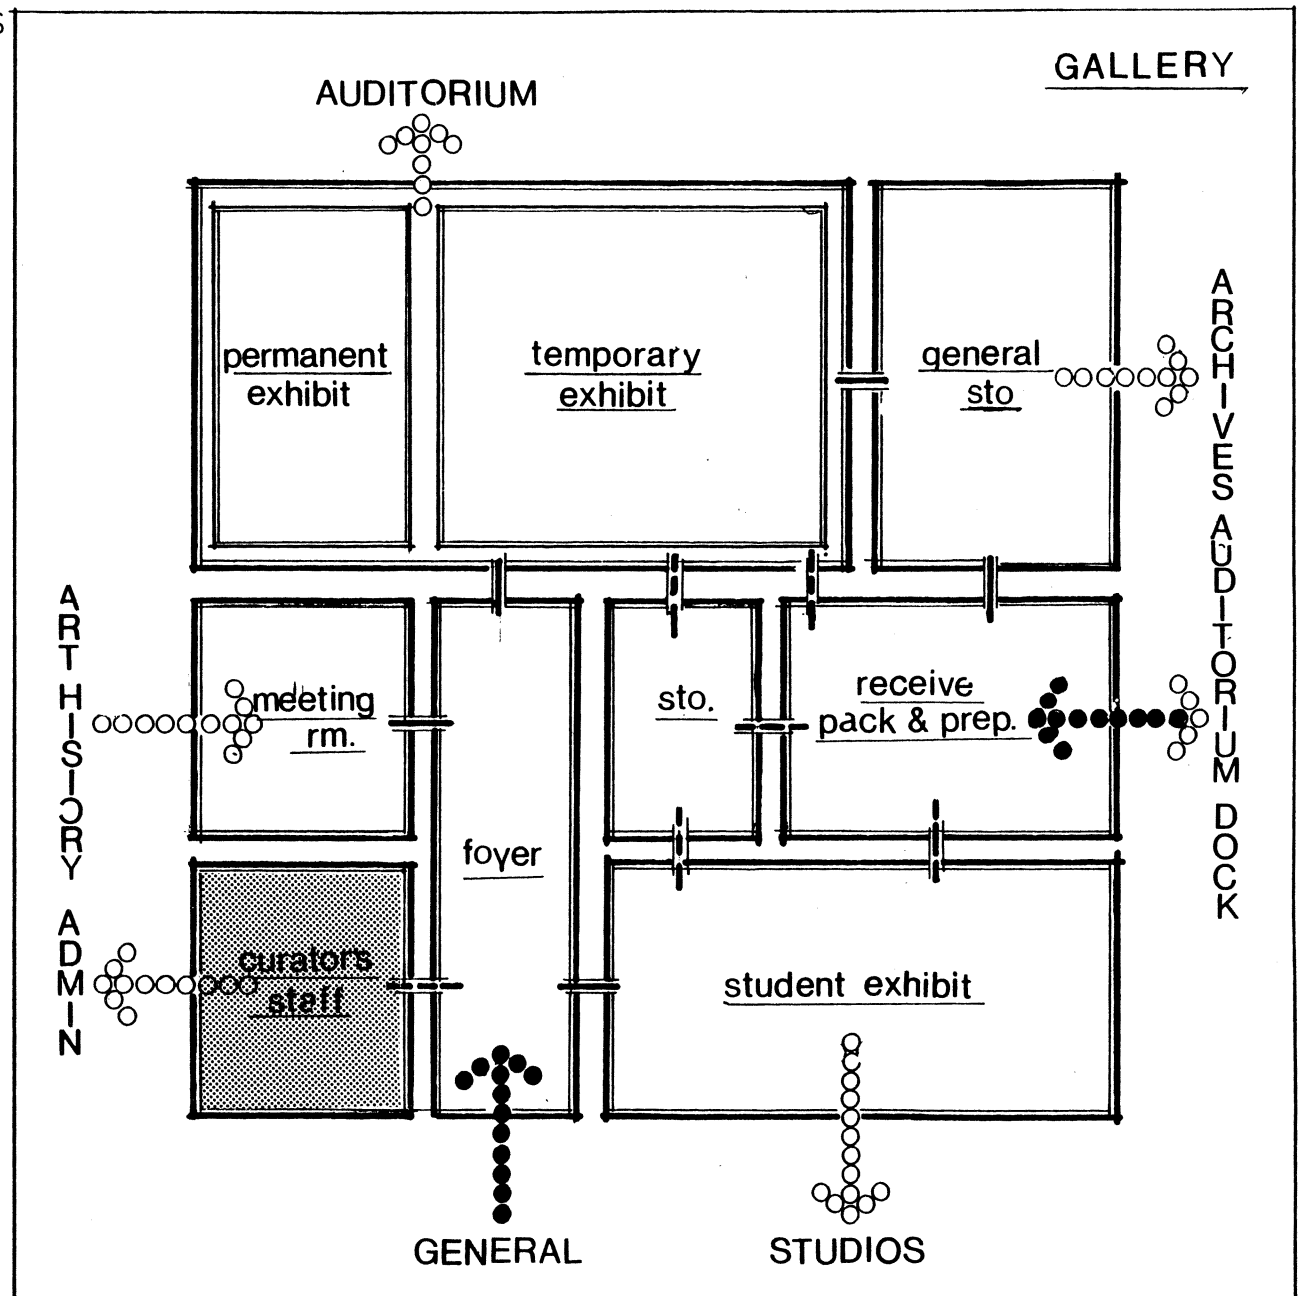 S
GALLERY
AUDITORIUM
permanent
exhibit
temporary
exhibit
general
sto
ARCHIVES AUDITORIUM DOCK
ART HISTORY ADMIN
meeting
rm.
sto.
receive
pack & prep.
foyer
curator's
staff
student exhibit
GENERAL
STUDIOS